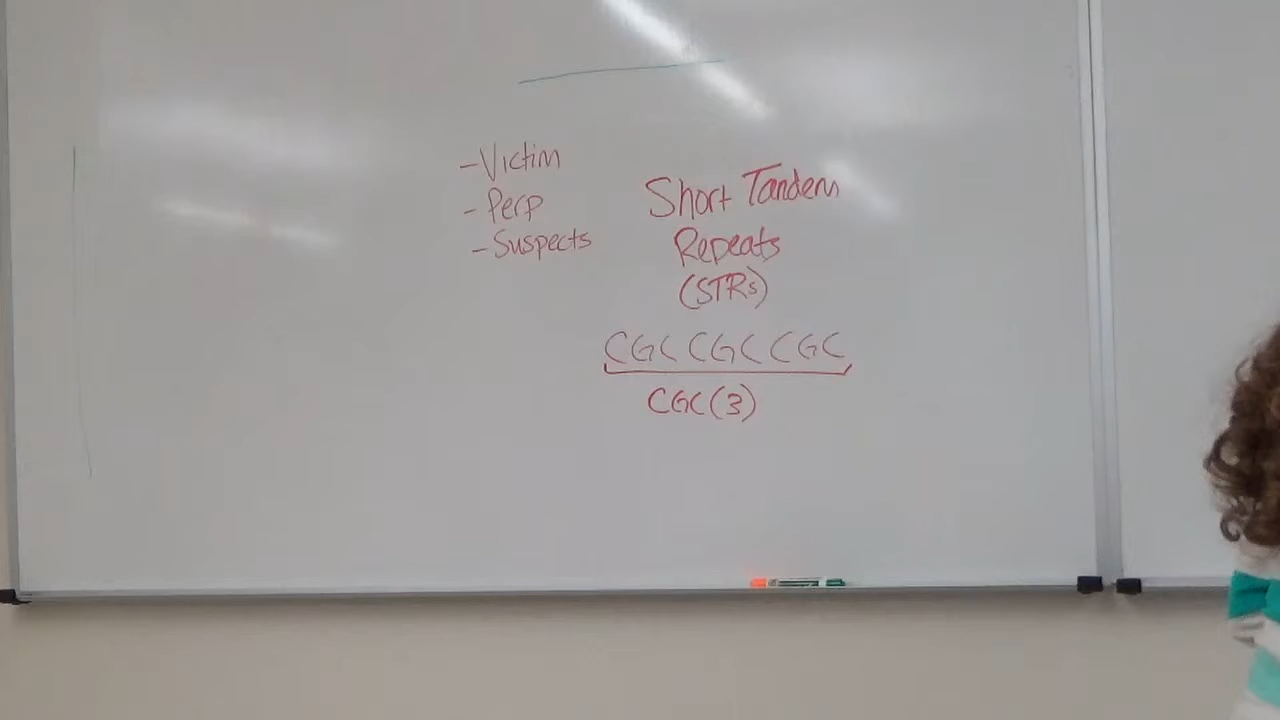 -Victim
- Perp
- Suspects
Short Tandem
Repeats
(STRs)
CGC CGC CGC
CGC(3)